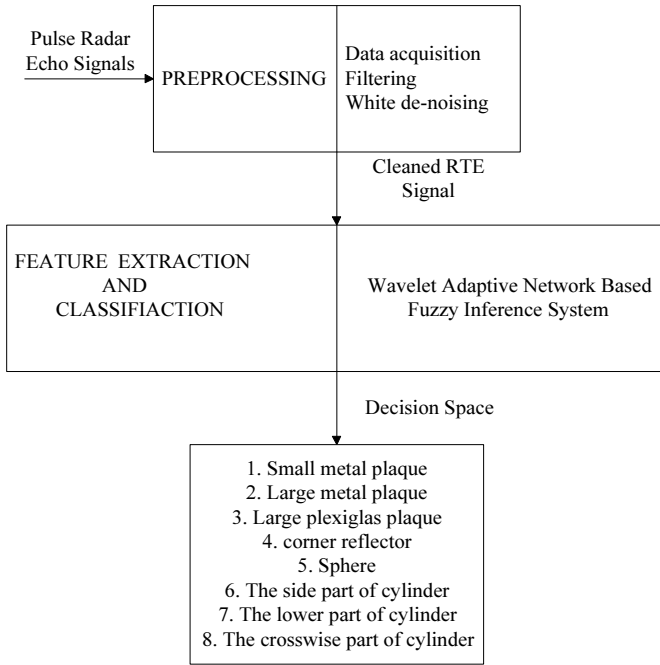 Pulse Radar
Echo Signals
PREPROCESSING
Data acquisition
Filtering
White de-noising
Cleaned RTE
Signal
FEATURE EXTRACTION
AND
CLASSIFIACTION
Wavelet Adaptive Network Based
Fuzzy Inference System
Decision Space
1. Small metal plaque
2. Large metal plaque
3. Large plexiglas plaque
4. corner reflector
5. Sphere
6. The side part of cylinder
7. The lower part of cylinder
8. The crosswise part of cylinder